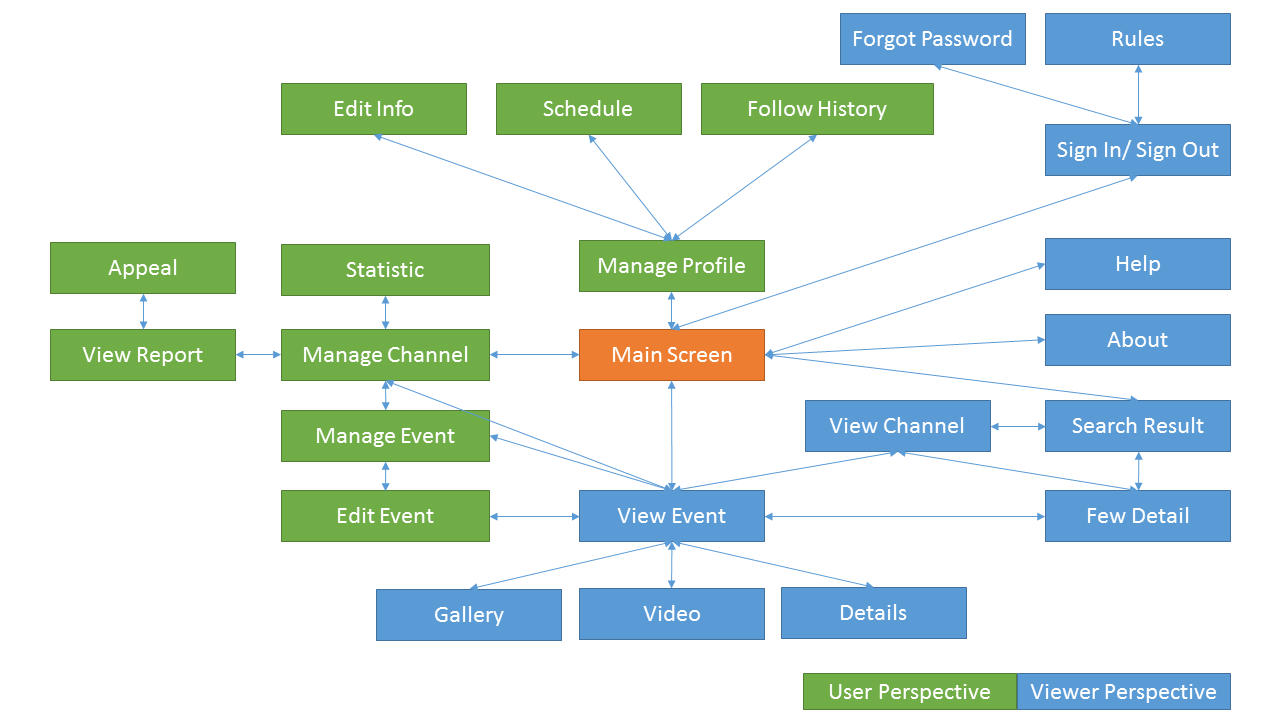 Forgot Password
Rules
Edit Info
Schedule
Follow History
Sign In/ Sign Out
Appeal
Statistic
Manage Profile
Help
View Report
Manage Channel
Main Screen
About
Manage Event
View Channel
Search Result
Edit Event
View Event
Few Detail
Gallery
Video
Details
User Perspective
Viewer Perspective